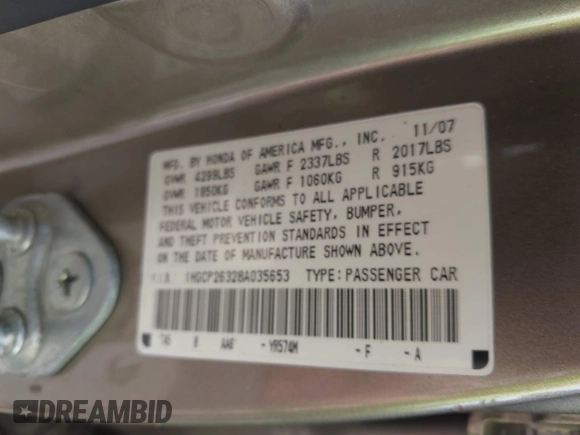 MFD. BY HONDA OF AMERICA MFG., INC. 11/07
GVWR 4299LBS GAWR F 2337LBS R 2017LBS
GVWR 1950KG GAWR F 1060KG R 915KG
THIS VEHICLE CONFORMS TO ALL APPLICABLE
FEDERAL MOTOR VEHICLE SAFETY, BUMPER,
AND THEFT PREVENTION STANDARDS IN EFFECT
ON THE DATE OF MANUFACTURE SHOWN ABOVE.
V.I.N. 1HGCP26328A035653 TYPE:PASSENGER CAR
TA0 B AA6 -YR574M -F -A
DREAMBID